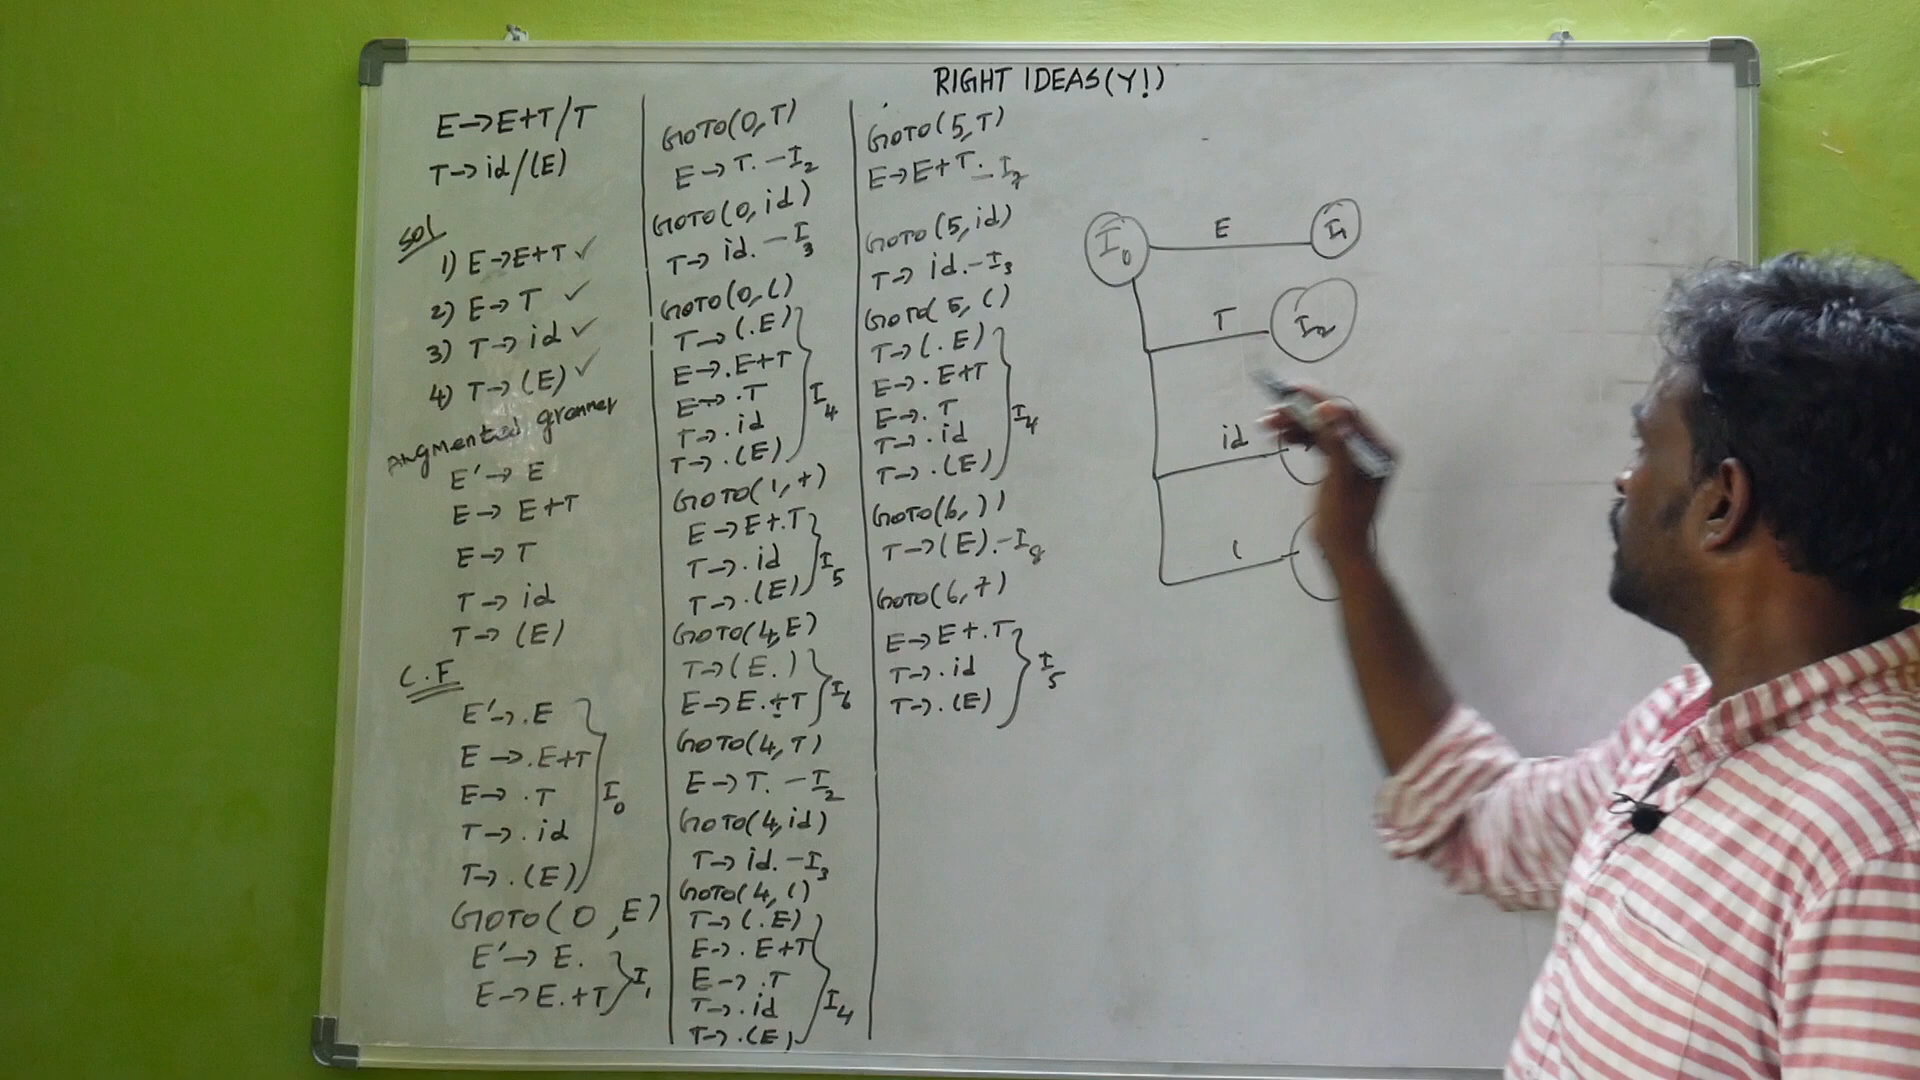 RIGHT IDEAS(Y!)
E→E+T/T
T→id/(E)
Sol
1) E→E+T ✓
2) E→T ✓
3) T→id ✓
4) T→(E) ✓
Augmented grammer
E'→E
E→E+T
E→T
T→id
T→(E)
C.F
E'→.E
E→.E+T
E→.T
T→.id
T→.(E)
I0
GOTO(0,E)
E'→E.
E→E.+T
I1
GOTO(0,T)
E→T.-I2
GOTO(0,id)
T→id.-I3
GOTO(0,()
T→(.E)
E→.E+T
E→.T
T→.id
T→.(E)
I4
GOTO(1,+)
E→E+.T
T→.id
T→.(E)
I5
GOTO(4,E)
T→(E.)
E→E.+T
I6
GOTO(4,T)
E→T.-I2
GOTO(4,id)
T→id.-I3
GOTO(4,()
T→(.E)
E→.E+T
E→.T
T→.id
T→.(E)
I4
GOTO(5,T)
E→E+T.-I7
GOTO(5,id)
T→id.-I3
GOTO(5,()
T→(.E)
E→.E+T
E→.T
T→.id
T→.(E)
I4
GOTO(6,))
T→(E).-I8
GOTO(6,+)
E→E+.T
T→.id
T→.(E)
I5
I0 E I1
T I2
id
(